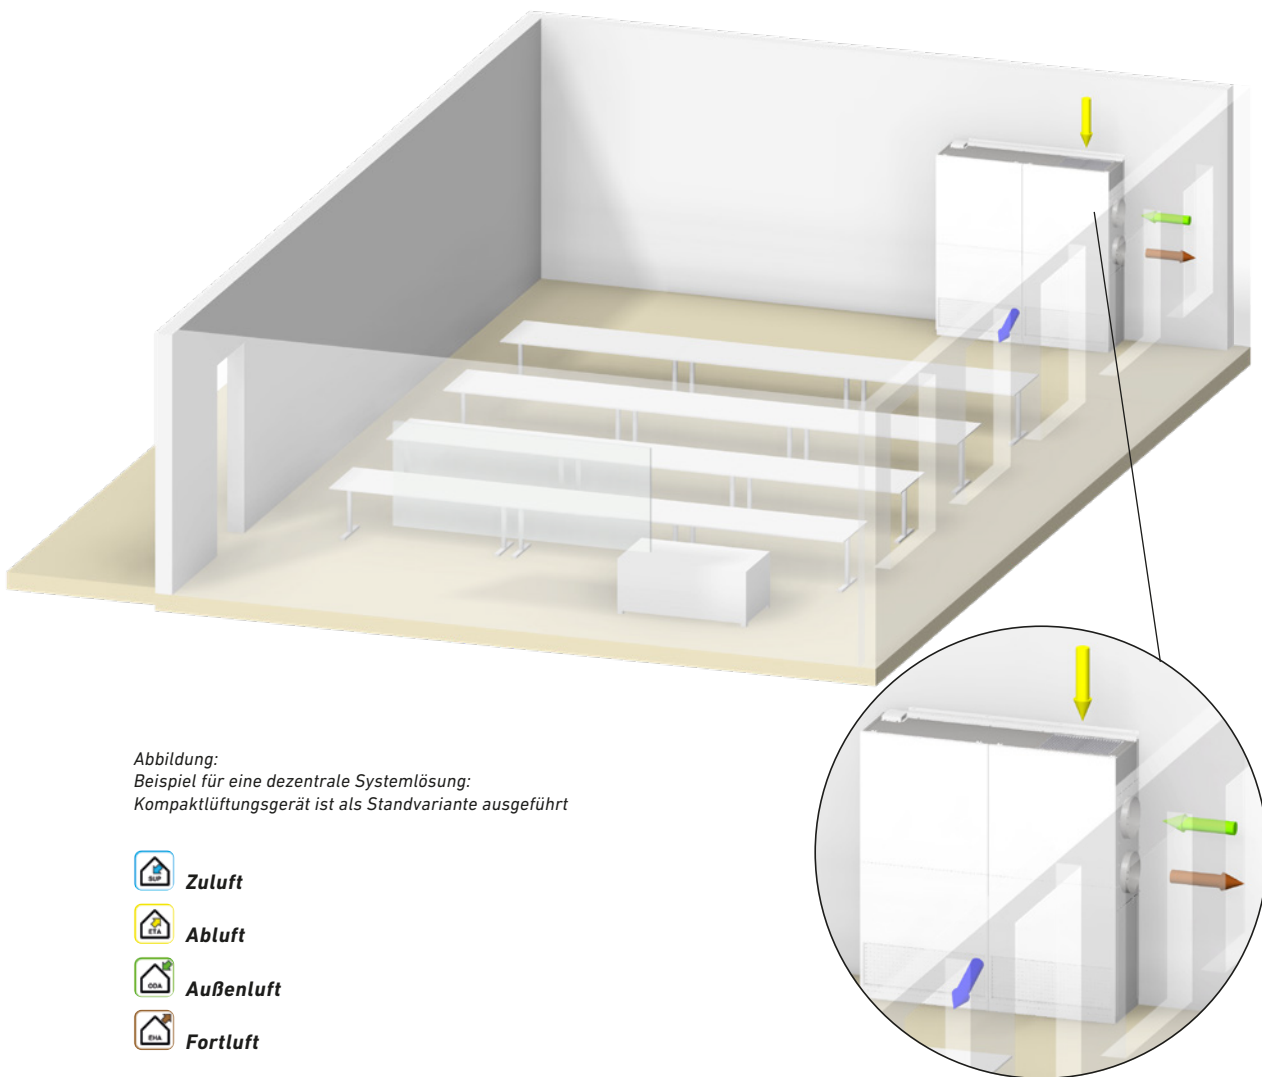 Abbildung:
Beispiel für eine dezentrale Systemlösung:
Kompaktlüftungsgerät ist als Standvariante ausgeführt
SUP Zuluft
ETA Abluft
ODA Außenluft
EHA Fortluft